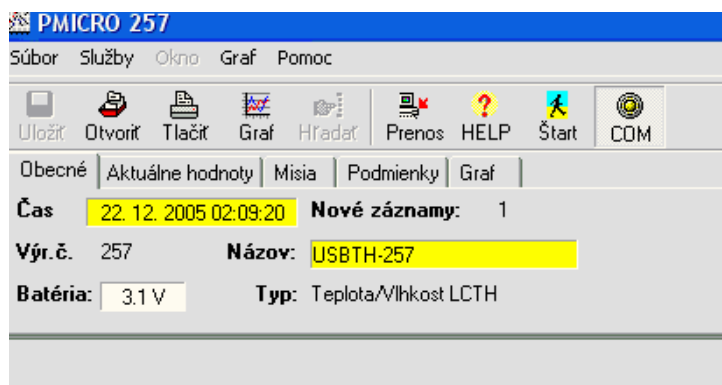 PMICRO 257
Súbor Služby Okno Graf Pomoc
Uložiť Otvoriť Tlačiť Graf Hľadať Prenos HELP Štart COM
Obecné Aktuálne hodnoty Misia Podmienky Graf
Čas 22. 12. 2005 02:09:20 Nové záznamy: 1
Výr.č. 257 Názov: USBTH-257
Batéria: 3.1 V Typ: Teplota/Vlhkost LCTH